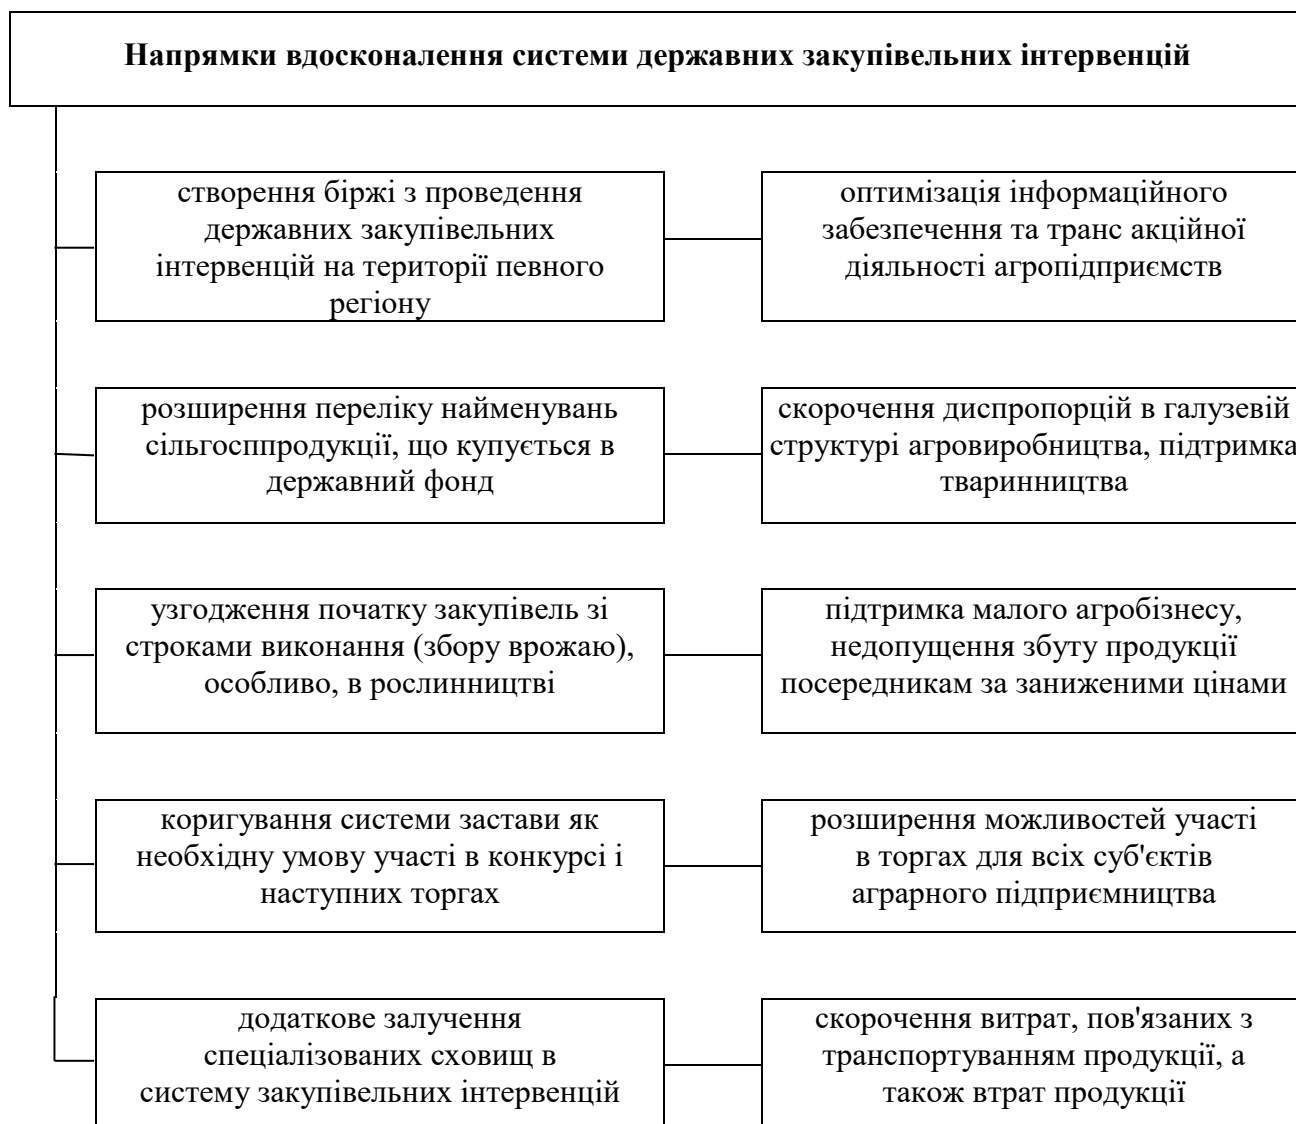 Напрямки вдосконалення системи державних закупівельних інтервенцій
створення біржі з проведення
державних закупівельних
інтервенцій на території певного
регіону
оптимізація інформаційного
забезпечення та транс акційної
діяльності агропідприємств
розширення переліку найменувань
сільгосппродукції, що купується в
державний фонд
скорочення диспропорцій в галузевій
структурі агровиробництва, підтримка
тваринництва
узгодження початку закупівель зі
строками виконання (збору врожаю),
особливо, в рослинництві
підтримка малого агробізнесу,
недопущення збуту продукції
посередникам за заниженими цінами
коригування системи застави як
необхідну умову участі в конкурсі і
наступних торгах
розширення можливостей участі
в торгах для всіх суб'єктів
аграрного підприємництва
додаткове залучення
спеціалізованих сховищ в
систему закупівельних інтервенцій
скорочення витрат, пов'язаних з
транспортуванням продукції, а
також втрат продукції